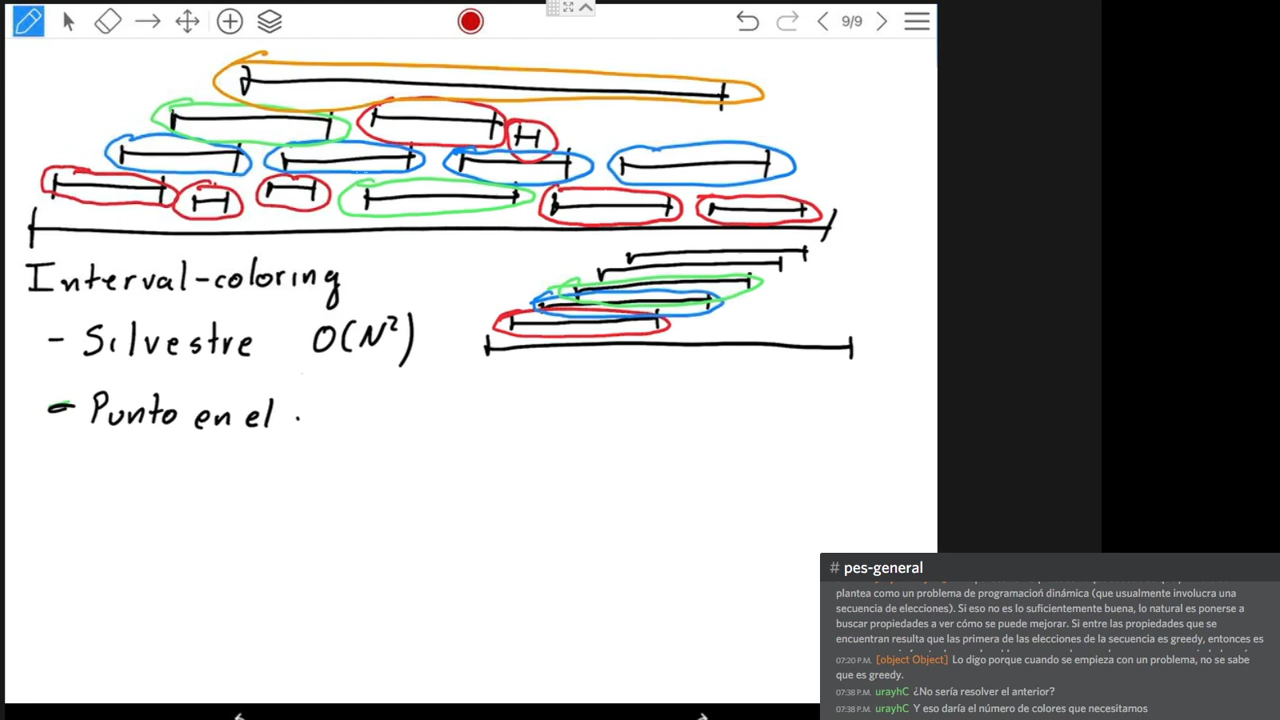 9/9
Interval-coloring
- Silvestre O(N²)
- Punto en el .
# pes-general
plantea como un problema de programación dinámica (que usualmente involucra una
secuencia de elecciones). Si eso no es lo suficientemente buena, lo natural es ponerse a
buscar propiedades a ver cómo se puede mejorar. Si entre las propiedades que se
encuentran resulta que las primera de las elecciones de la secuencia es greedy, entonces es
07:20 P.M. [object Object] Lo digo porque cuando se empieza con un problema, no se sabe
que es greedy.
07:38 P.M. urayhC ¿No sería resolver el anterior?
07:38 P.M. urayhC Y eso daría el número de colores que necesitamos